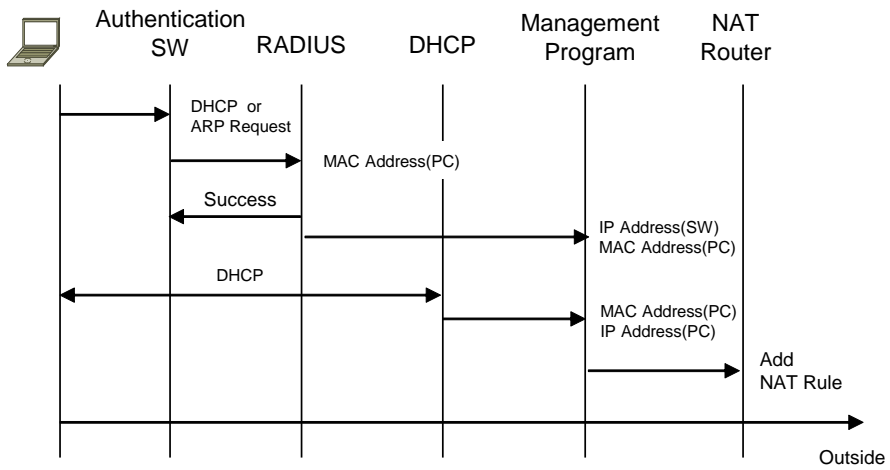 Authentication
SW
RADIUS
DHCP
Management
Program
NAT
Router
DHCP or
ARP Request
MAC Address(PC)
Success
IP Address(SW)
MAC Address(PC)
DHCP
MAC Address(PC)
IP Address(PC)
Add
NAT Rule
Outside